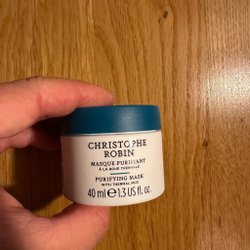 CHRISTOPHE
ROBIN
MASQUE PURIFIANT
À LA BOUE THERMALE
PURIFYING MASK
WITH THERMAL MUD
40 ml ℮ 1.3 US fl. oz.